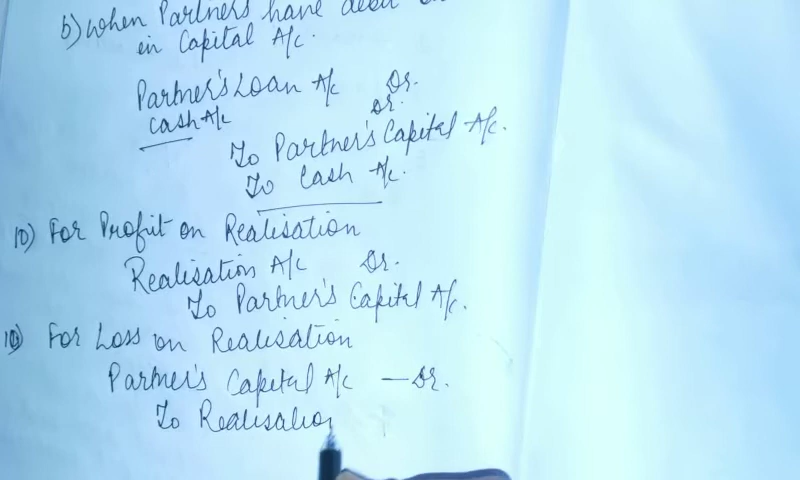 b) When Partners have debit
in Capital A/c.
Partner's Loan A/c Dr.
Cash A/c Dr.
To Partner's Capital A/c.
To Cash A/c.
10) For Profit on Realisation
Realisation A/c Dr.
To Partner's Capital A/c.
For Loss on Realisation
Partner's Capital A/c — Dr.
To Realisation